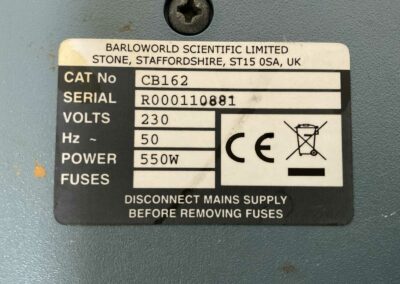 BARLOWORLD SCIENTIFIC LIMITED
STONE, STAFFORDSHIRE, ST15 0SA, UK
CAT No CB162
SERIAL R000110881
VOLTS 230
Hz ~ 50
POWER 550W
FUSES
CE
DISCONNECT MAINS SUPPLY
BEFORE REMOVING FUSES